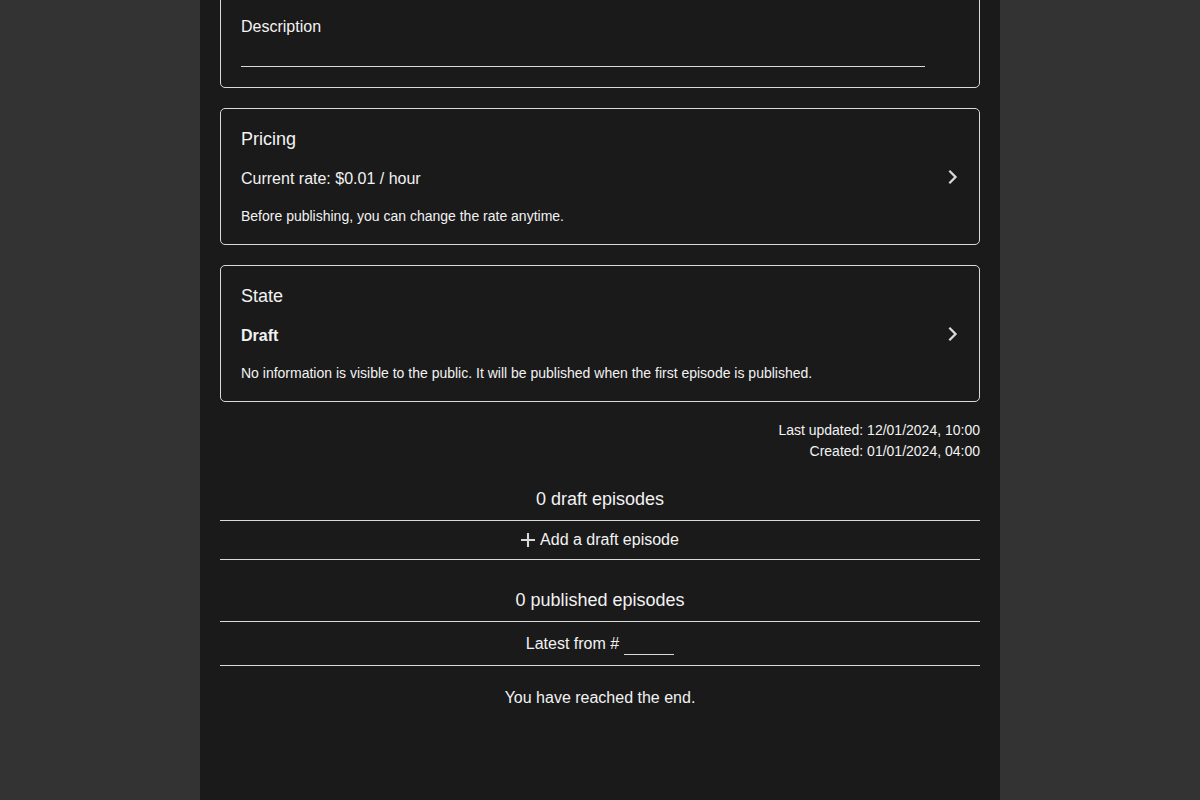 Description
Pricing
Current rate: $0.01 / hour
Before publishing, you can change the rate anytime.
State
Draft
No information is visible to the public. It will be published when the first episode is published.
Last updated: 12/01/2024, 10:00
Created: 01/01/2024, 04:00
0 draft episodes
Add a draft episode
0 published episodes
Latest from #
You have reached the end.